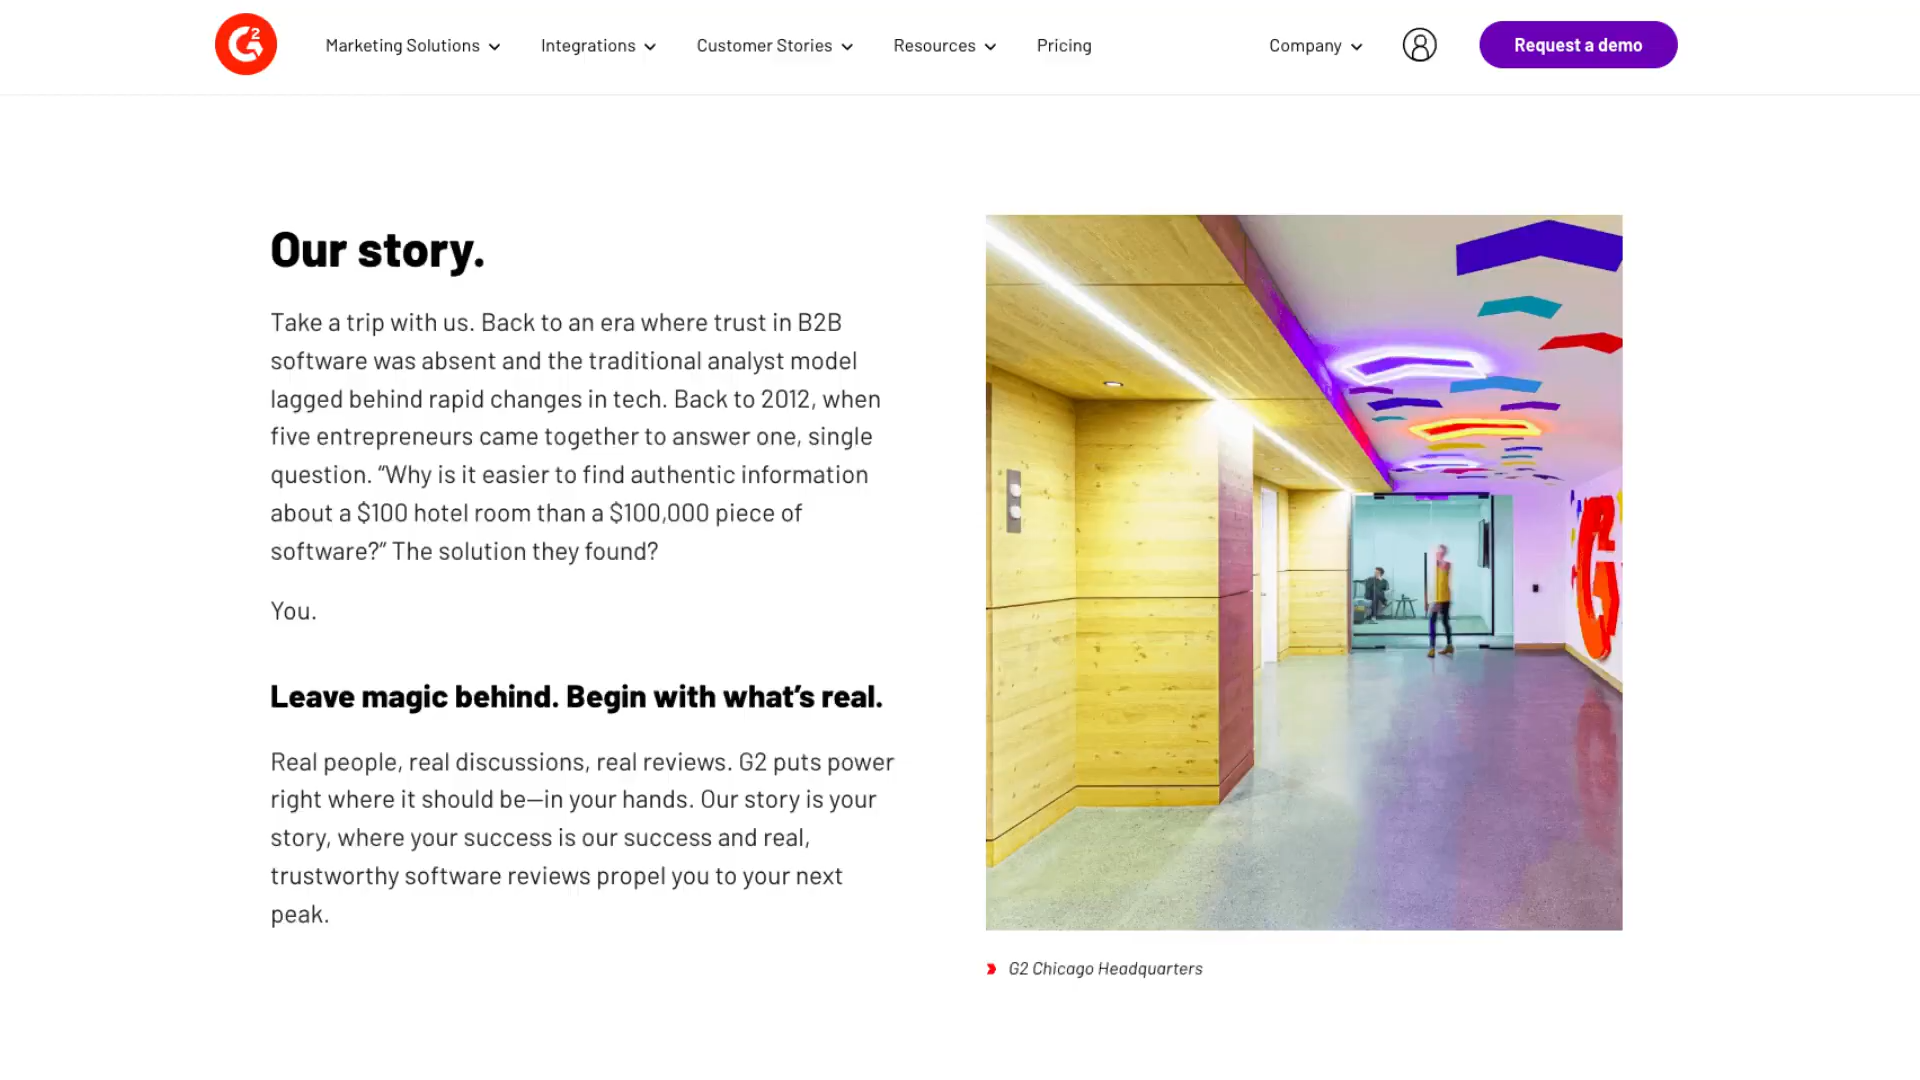 G2
Marketing Solutions
Integrations
Customer Stories
Resources
Pricing
Company
Request a demo
Our story.
Take a trip with us. Back to an era where trust in B2B
software was absent and the traditional analyst model
lagged behind rapid changes in tech. Back to 2012, when
five entrepreneurs came together to answer one, single
question. “Why is it easier to find authentic information
about a $100 hotel room than a $100,000 piece of
software?” The solution they found?
You.
Leave magic behind. Begin with what’s real.
Real people, real discussions, real reviews. G2 puts power
right where it should be—in your hands. Our story is your
story, where your success is our success and real,
trustworthy software reviews propel you to your next
peak.
G2 Chicago Headquarters